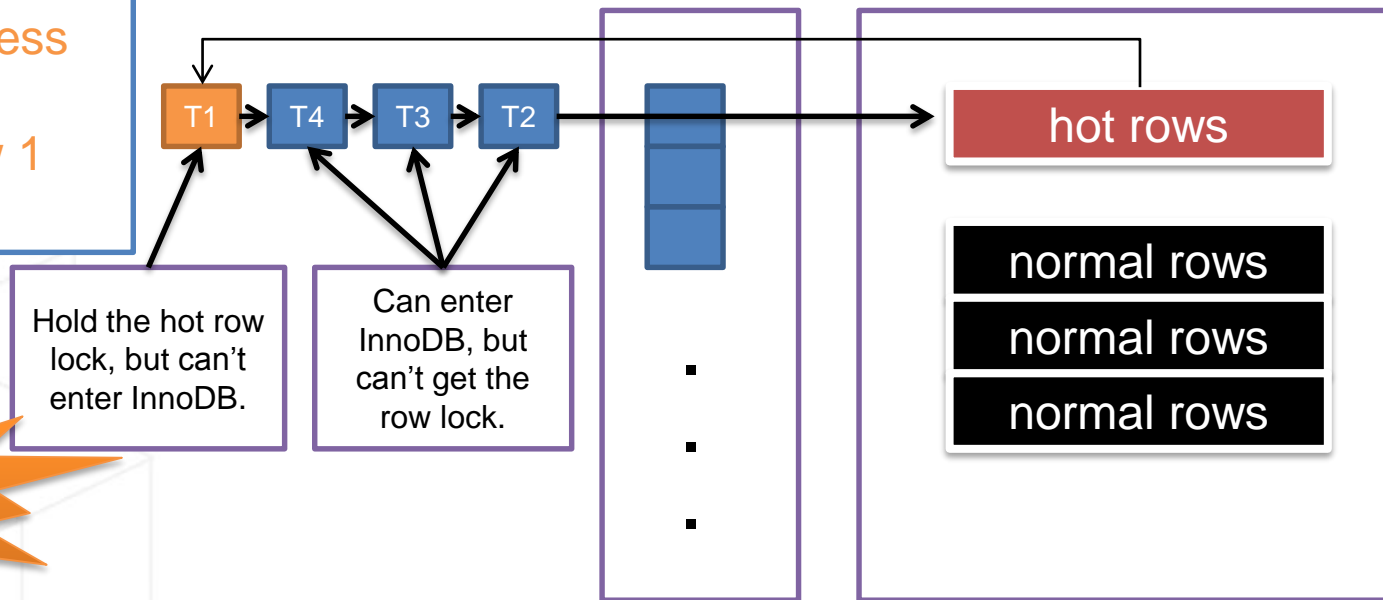 ess
1
T1
T4
T3
T2
hot rows
normal rows
normal rows
normal rows
Hold the hot row
lock, but can't
enter InnoDB.
Can enter
InnoDB, but
can't get the
row lock.